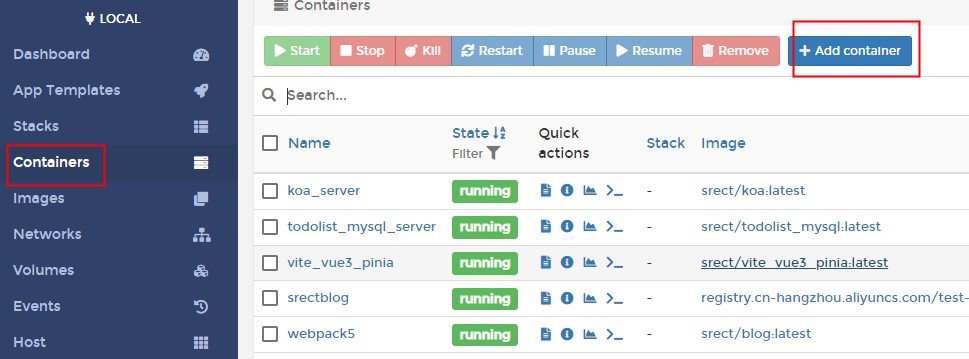 LOCAL
Dashboard
App Templates
Stacks
Containers
Images
Networks
Volumes
Events
Host
Containers
Start Stop Kill Restart Pause Resume Remove + Add container
Search...
Name State Filter Quick actions Stack Image
koa_server running - srect/koa:latest
todolist_mysql_server running - srect/todolist_mysql:latest
vite_vue3_pinia running - srect/vite_vue3_pinia:latest
srectblog running - registry.cn-hangzhou.aliyuncs.com/test-
webpack5 running - srect/blog:latest